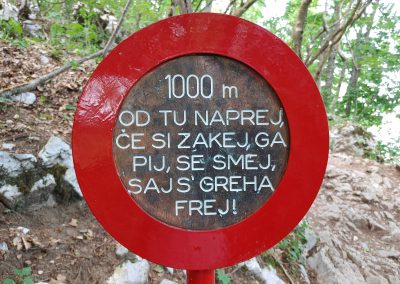 1000 m
OD TU NAPREJ,
ČE SI ZAKEJ, GA
PIJ, SE SMEJ,
SAJ S' GREHA
FREJ!